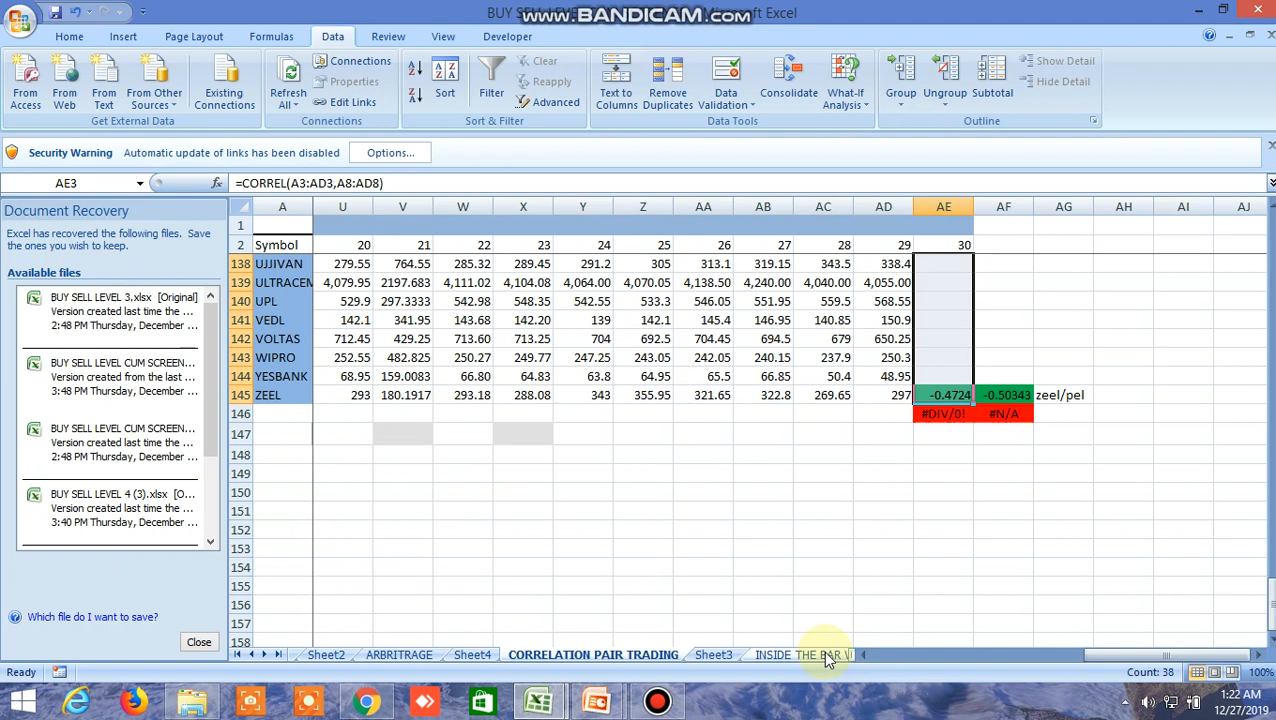 BUY SELL LEVEL Microsoft Excel
www.BANDICAM.com
Home Insert Page Layout Formulas Data Review View Developer
From Access
From Web
From Text
From Other Sources
Existing Connections
Get External Data
Refresh All
Connections
Properties
Edit Links
Connections
Sort
Filter
Clear
Reapply
Advanced
Sort & Filter
Text to Columns
Remove Duplicates
Data Validation
Consolidate
What-If Analysis
Data Tools
Group
Ungroup
Subtotal
Show Detail
Hide Detail
Outline
Security Warning Automatic update of links has been disabled Options...
AE3 fx =CORREL(A3:AD3,A8:AD8)
Document Recovery
Excel has recovered the following files. Save the ones you wish to keep.
Available files
BUY SELL LEVEL 3.xlsx [Original]
Version created last time the ...
2:48 PM Thursday, December ...
BUY SELL LEVEL CUM SCREEN...
Version created from the last ...
3:48 PM Thursday, December ...
BUY SELL LEVEL CUM SCREEN...
Version created last time the ...
2:48 PM Thursday, December ...
BUY SELL LEVEL 4 (3).xlsx [O...
Version created last time the ...
3:40 PM Thursday, December ...
Which file do I want to save?
Close
A U V W X Y Z AA AB AC AD AE AF AG AH AI AJ
1
2 Symbol 20 21 22 23 24 25 26 27 28 29 30
138 UJJIVAN 279.55 764.55 285.32 289.45 291.2 305 313.1 319.15 343.5 338.4
139 ULTRACEM 4,079.95 2197.683 4,111.02 4,104.08 4,064.00 4,070.05 4,138.50 4,240.00 4,040.00 4,055.00
140 UPL 529.9 297.3333 542.98 548.35 542.55 533.3 546.05 551.95 559.5 568.55
141 VEDL 142.1 341.95 143.68 142.20 139 142.1 145.4 146.95 140.85 150.9
142 VOLTAS 712.45 429.25 713.60 713.25 704 692.5 704.45 694.5 679 650.25
143 WIPRO 252.55 482.825 250.27 249.77 247.25 243.05 242.05 240.15 237.9 250.3
144 YESBANK 68.95 159.0083 66.80 64.83 63.8 64.95 65.5 66.85 50.4 48.95
145 ZEEL 293 180.1917 293.18 288.08 343 355.95 321.65 322.8 269.65 297 -0.4724 -0.50343 zeel/pel
146 #DIV/0! #N/A
147
148
149
150
151
152
153
154
155
156
157
158
Sheet2 ARBRITRAGE Sheet4 CORRELATION PAIR TRADING Sheet3 INSIDE THE BAR
Count: 38 100%
1:22 AM
12/27/2019